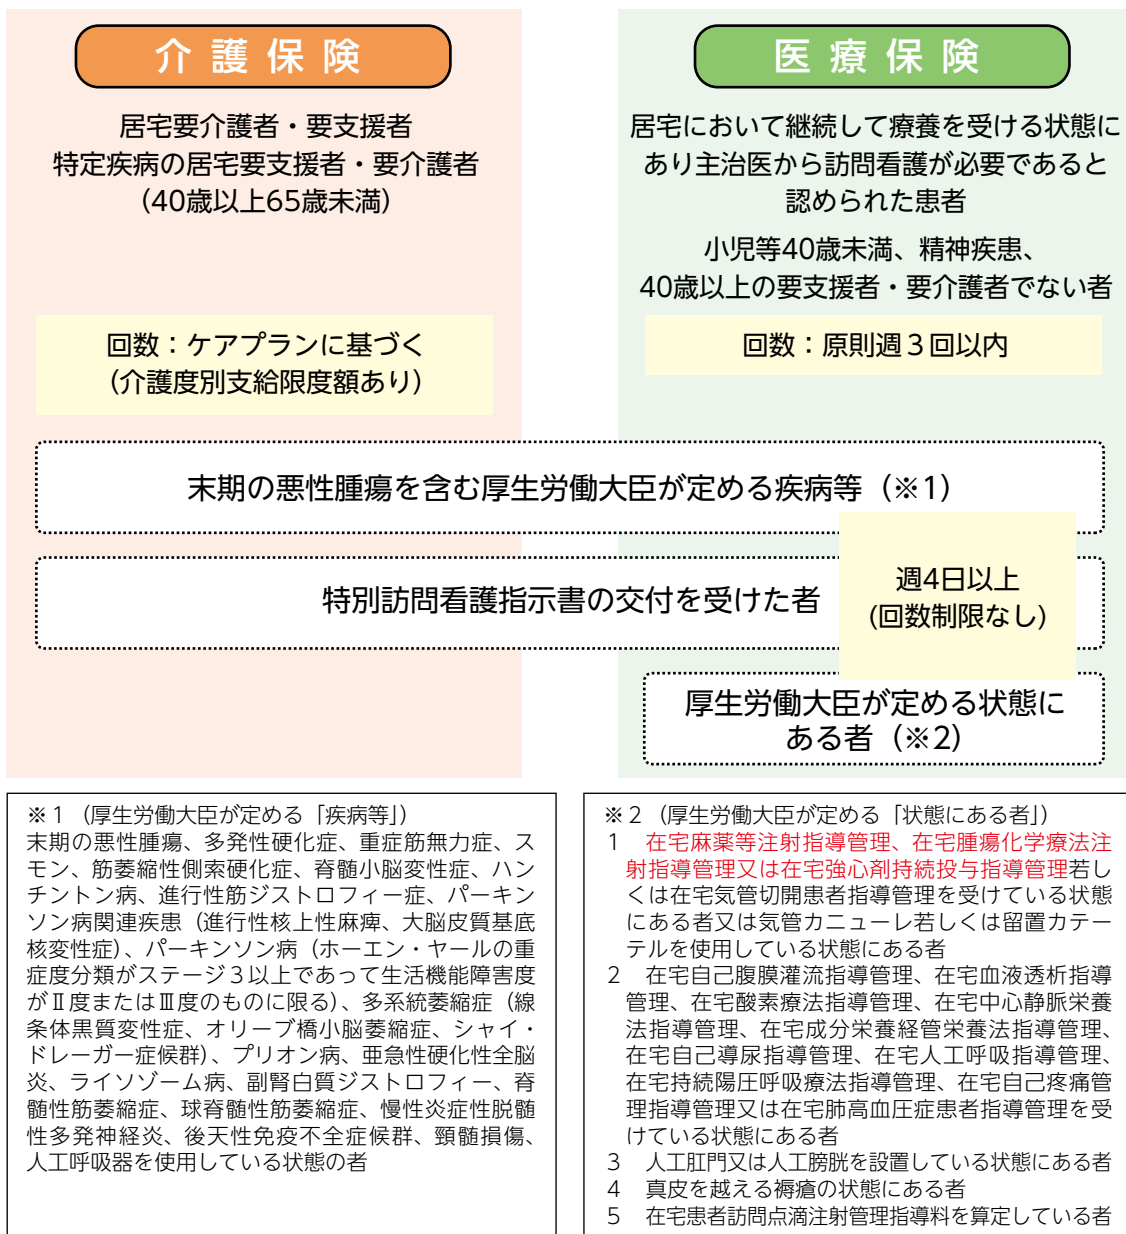 介護保険
居宅要介護者・要支援者
特定疾病の居宅要支援者・要介護者
（40歳以上65歳未満）
回数：ケアプランに基づく
（介護度別支給限度額あり）
医療保険
居宅において継続して療養を受ける状態に
あり主治医から訪問看護が必要であると
認められた患者
小児等40歳未満、精神疾患、
40歳以上の要支援者・要介護者でない者
回数：原則週３回以内
末期の悪性腫瘍を含む厚生労働大臣が定める疾病等（※1）
特別訪問看護指示書の交付を受けた者
週4日以上
(回数制限なし)
厚生労働大臣が定める状態に
ある者（※2）
※１（厚生労働大臣が定める「疾病等」）
末期の悪性腫瘍、多発性硬化症、重症筋無力症、ス
モン、筋萎縮性側索硬化症、脊髄小脳変性症、ハン
チントン病、進行性筋ジストロフィー症、パーキン
ソン病関連疾患（進行性核上性麻痺、大脳皮質基底
核変性症）、パーキンソン病（ホーエン・ヤールの重
症度分類がステージ３以上であって生活機能障害度
がⅡ度またはⅢ度のものに限る）、多系統萎縮症（線
条体黒質変性症、オリーブ橋小脳萎縮症、シャイ・
ドレーガー症候群）、プリオン病、亜急性硬化性全脳
炎、ライソゾーム病、副腎白質ジストロフィー、脊
髄性筋萎縮症、球脊髄性筋萎縮症、慢性炎症性脱髄
性多発神経炎、後天性免疫不全症候群、頸髄損傷、
人工呼吸器を使用している状態の者
※２（厚生労働大臣が定める「状態にある者」）
1　在宅麻薬等注射指導管理、在宅腫瘍化学療法注
射指導管理又は在宅強心剤持続投与指導管理若し
くは在宅気管切開患者指導管理を受けている状態
にある者又は気管カニューレ若しくは留置カテー
テルを使用している状態にある者
2　在宅自己腹膜灌流指導管理、在宅血液透析指導
管理、在宅酸素療法指導管理、在宅中心静脈栄養
法指導管理、在宅成分栄養経管栄養法指導管理、
在宅自己導尿指導管理、在宅人工呼吸指導管理、
在宅持続陽圧呼吸療法指導管理、在宅自己疼痛管
理指導管理又は在宅肺高血圧症患者指導管理を受
けている状態にある者
3　人工肛門又は人工膀胱を設置している状態にある者
4　真皮を越える褥瘡の状態にある者
5　在宅患者訪問点滴注射管理指導料を算定している者